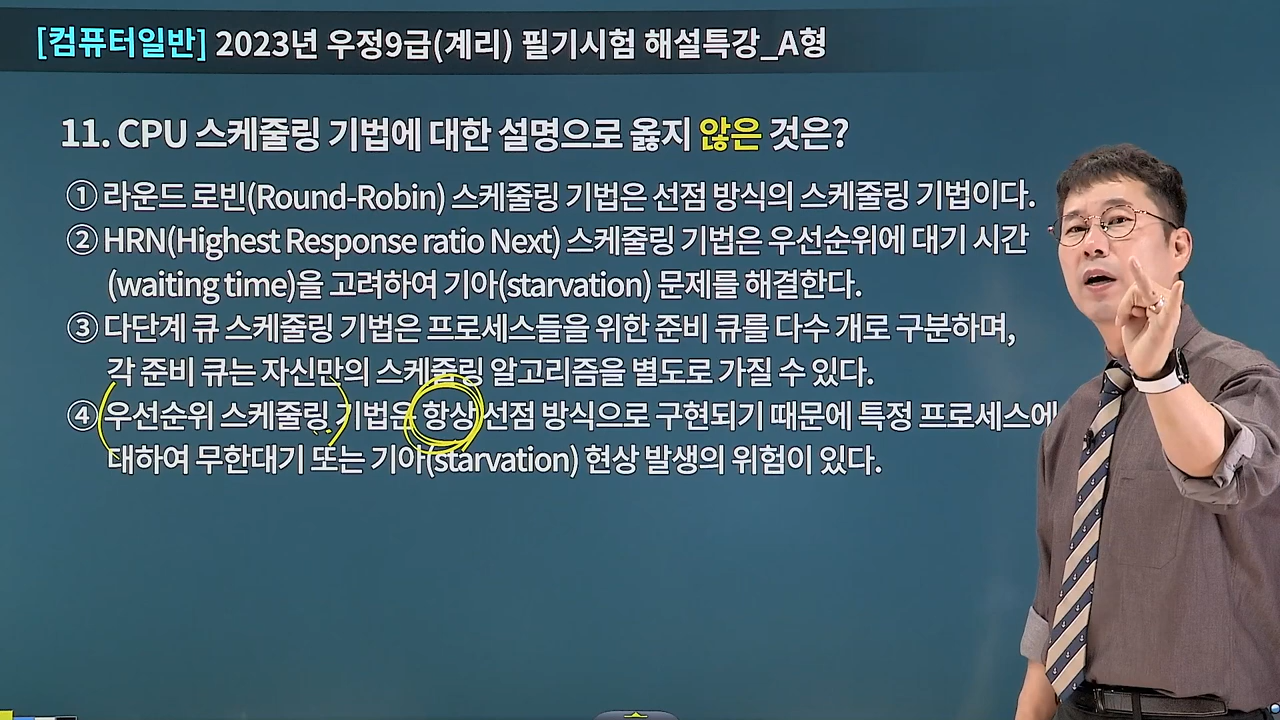 [컴퓨터일반] 2023년 우정9급(계리) 필기시험 해설특강_A형
11. CPU 스케줄링 기법에 대한 설명으로 옳지 않은 것은?
① 라운드 로빈(Round-Robin) 스케줄링 기법은 선점 방식의 스케줄링 기법이다.
② HRN(Highest Response ratio Next) 스케줄링 기법은 우선순위에 대기 시간
(waiting time)을 고려하여 기아(starvation) 문제를 해결한다.
③ 다단계 큐 스케줄링 기법은 프로세스들을 위한 준비 큐를 다수 개로 구분하며,
각 준비 큐는 자신만의 스케줄링 알고리즘을 별도로 가질 수 있다.
④ 우선순위 스케줄링 기법은 항상 선점 방식으로 구현되기 때문에 특정 프로세스에
대하여 무한대기 또는 기아(starvation) 현상 발생의 위험이 있다.